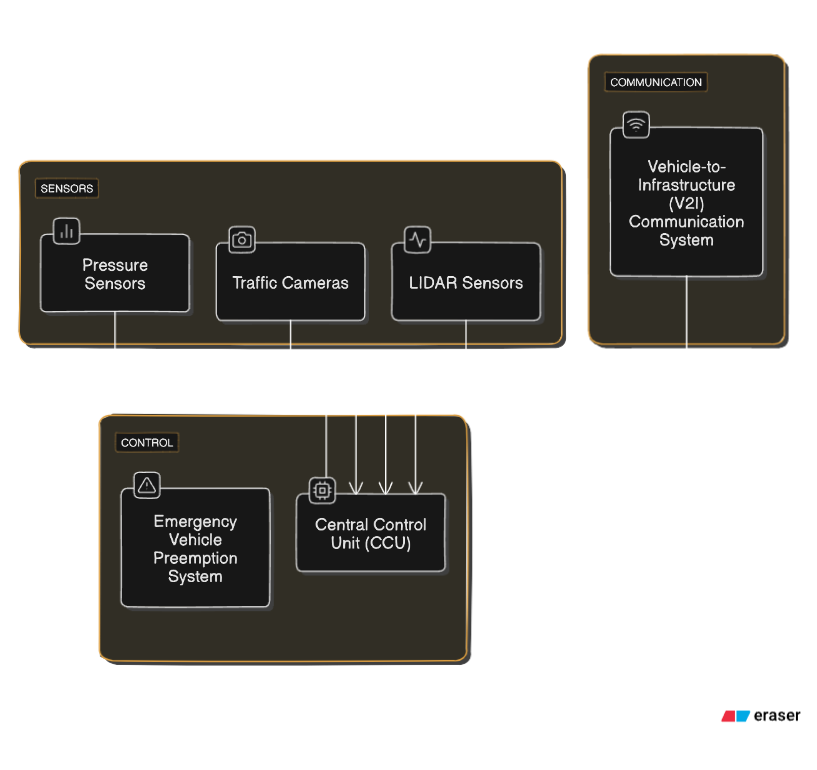 COMMUNICATION
Vehicle-to-
Infrastructure
(V2I)
Communication
System
SENSORS
Pressure
Sensors
Traffic Cameras
LIDAR Sensors
CONTROL
Emergency
Vehicle
Preemption
System
Central Control
Unit (CCU)
eraser